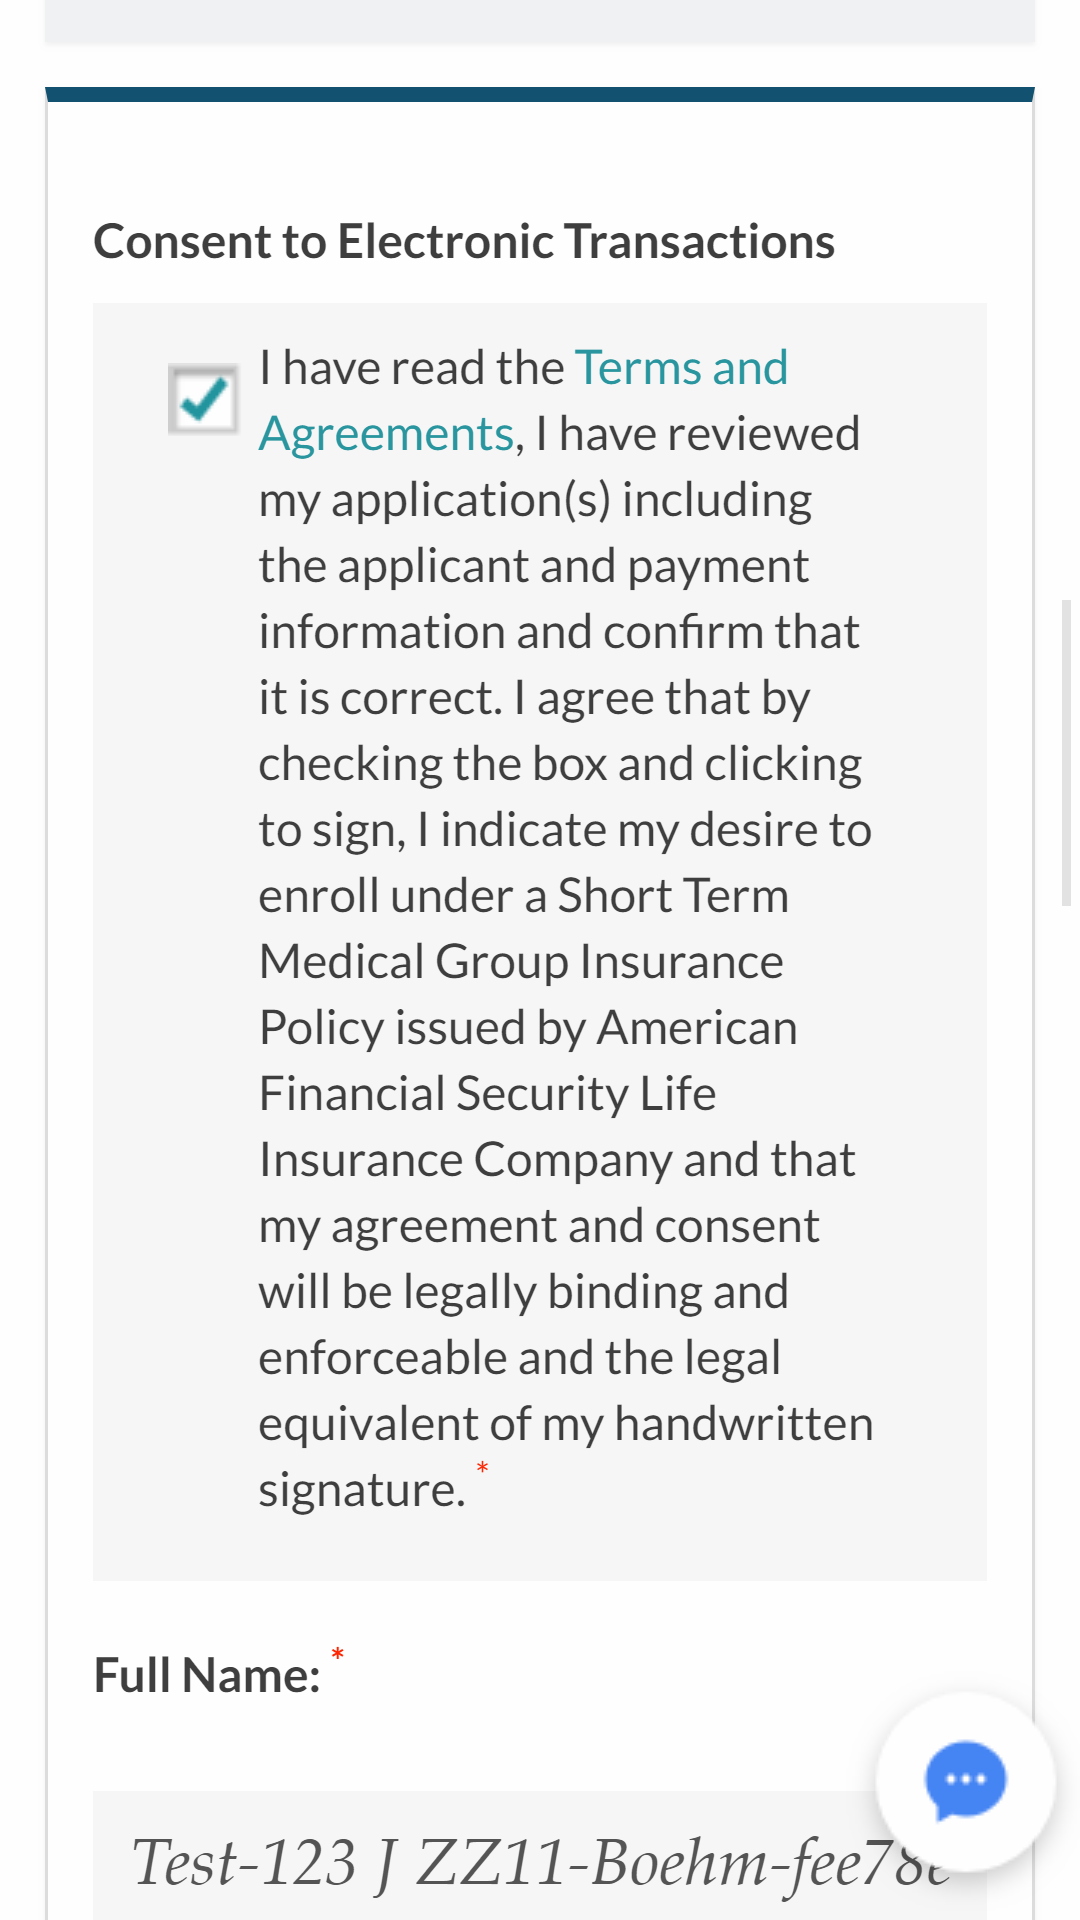 Consent to Electronic Transactions
I have read the Terms and
Agreements, I have reviewed
my application(s) including
the applicant and payment
information and confirm that
it is correct. I agree that by
checking the box and clicking
to sign, I indicate my desire to
enroll under a Short Term
Medical Group Insurance
Policy issued by American
Financial Security Life
Insurance Company and that
my agreement and consent
will be legally binding and
enforceable and the legal
equivalent of my handwritten
signature. *
Full Name: *
Test-123 J ZZ11-Boehm-fee78e